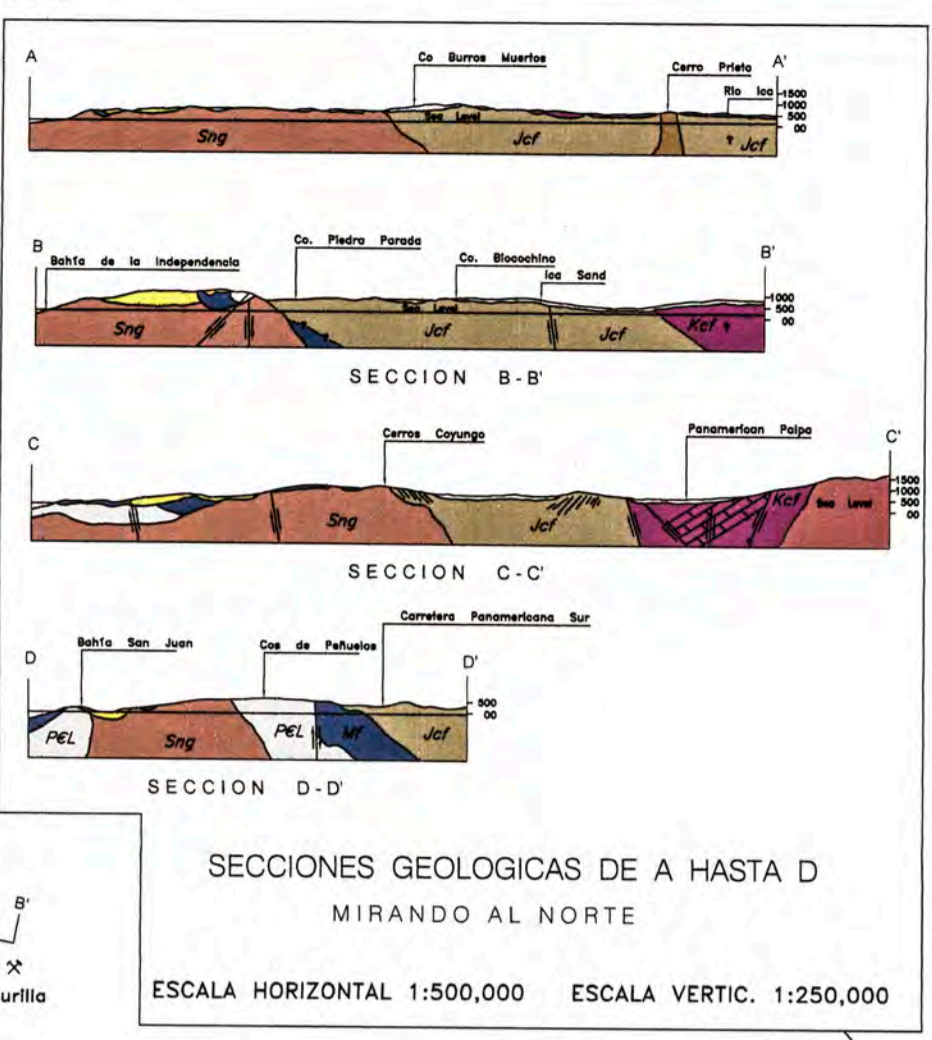 A
Co Burros Muertos
Cerro Prieto
A'
Rio Ica
1500
1000
500
00
Sea Level
Sng
Jcf
Jcf
B
Bahía de la Independencia
Co. Piedra Parada
Co. Blocochino
Ica Sand
B'
1000
500
00
Sea Level
Sng
Jcf
Jcf
Kcf
SECCION B-B'
C
Cerros Coyungo
Panamerican Palpa
C'
1500
1000
500
00
Sng
Jcf
Kcf
Sea Level
SECCION C-C'
D
Bahía San Juan
Cos de Peñuelos
Carretera Panamericana Sur
D'
500
00
P€L
Sng
P€L
Mf
Jcf
SECCION D-D'
SECCIONES GEOLOGICAS DE A HASTA D
MIRANDO AL NORTE
ESCALA HORIZONTAL 1:500,000 ESCALA VERTIC. 1:250,000
B'
urilla